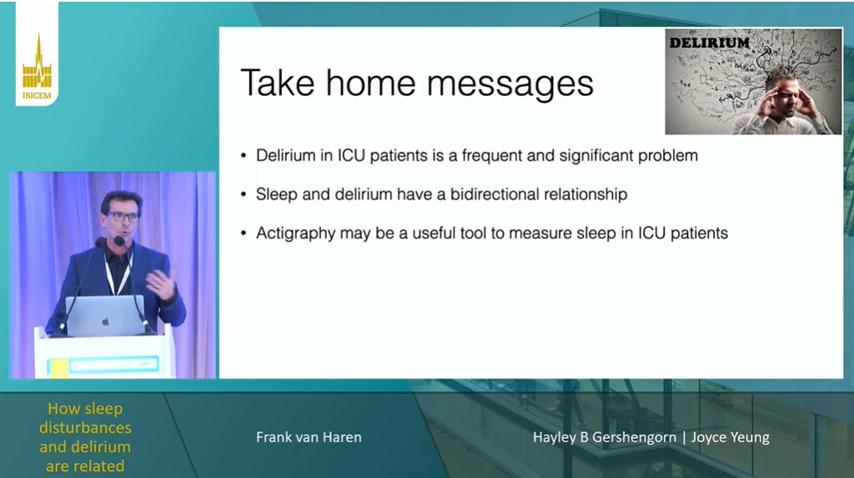 ISICEM
DELIRIUM
Take home messages
• Delirium in ICU patients is a frequent and significant problem
• Sleep and delirium have a bidirectional relationship
• Actigraphy may be a useful tool to measure sleep in ICU patients
How sleep
disturbances
and delirium
are related
Frank van Haren
Hayley B Gershengorn | Joyce Yeung